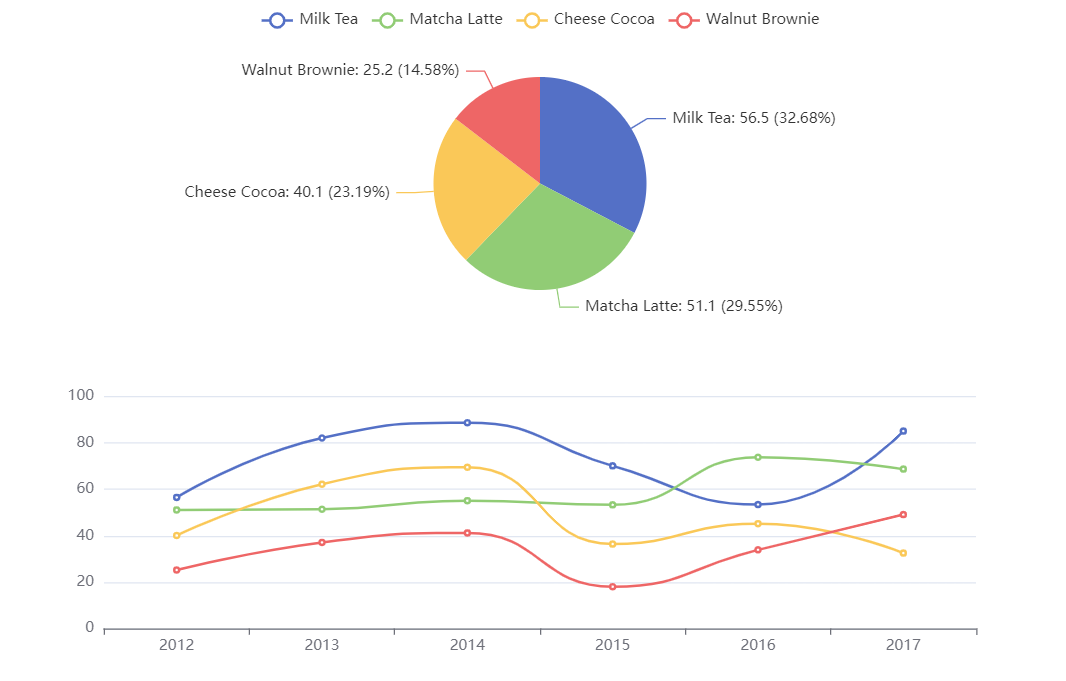 Milk Tea Matcha Latte Cheese Cocoa Walnut Brownie
Walnut Brownie: 25.2 (14.58%)
Milk Tea: 56.5 (32.68%)
Cheese Cocoa: 40.1 (23.19%)
Matcha Latte: 51.1 (29.55%)
100
80
60
40
20
0
2012 2013 2014 2015 2016 2017